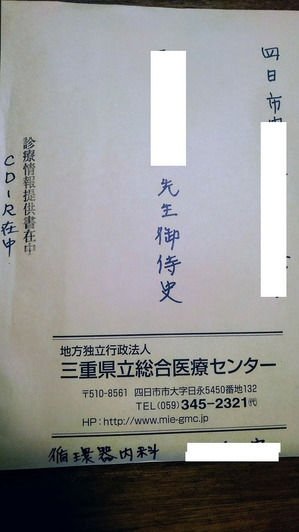 四日市
先生御侍史
診療情報提供書在中
CD-R在中
地方独立行政法人
三重県立総合医療センター
〒510-8561 四日市市大字日永5450番地132
TEL(059)345-2321㈹
HP:http://www.mie-gmc.jp/
循環器内科